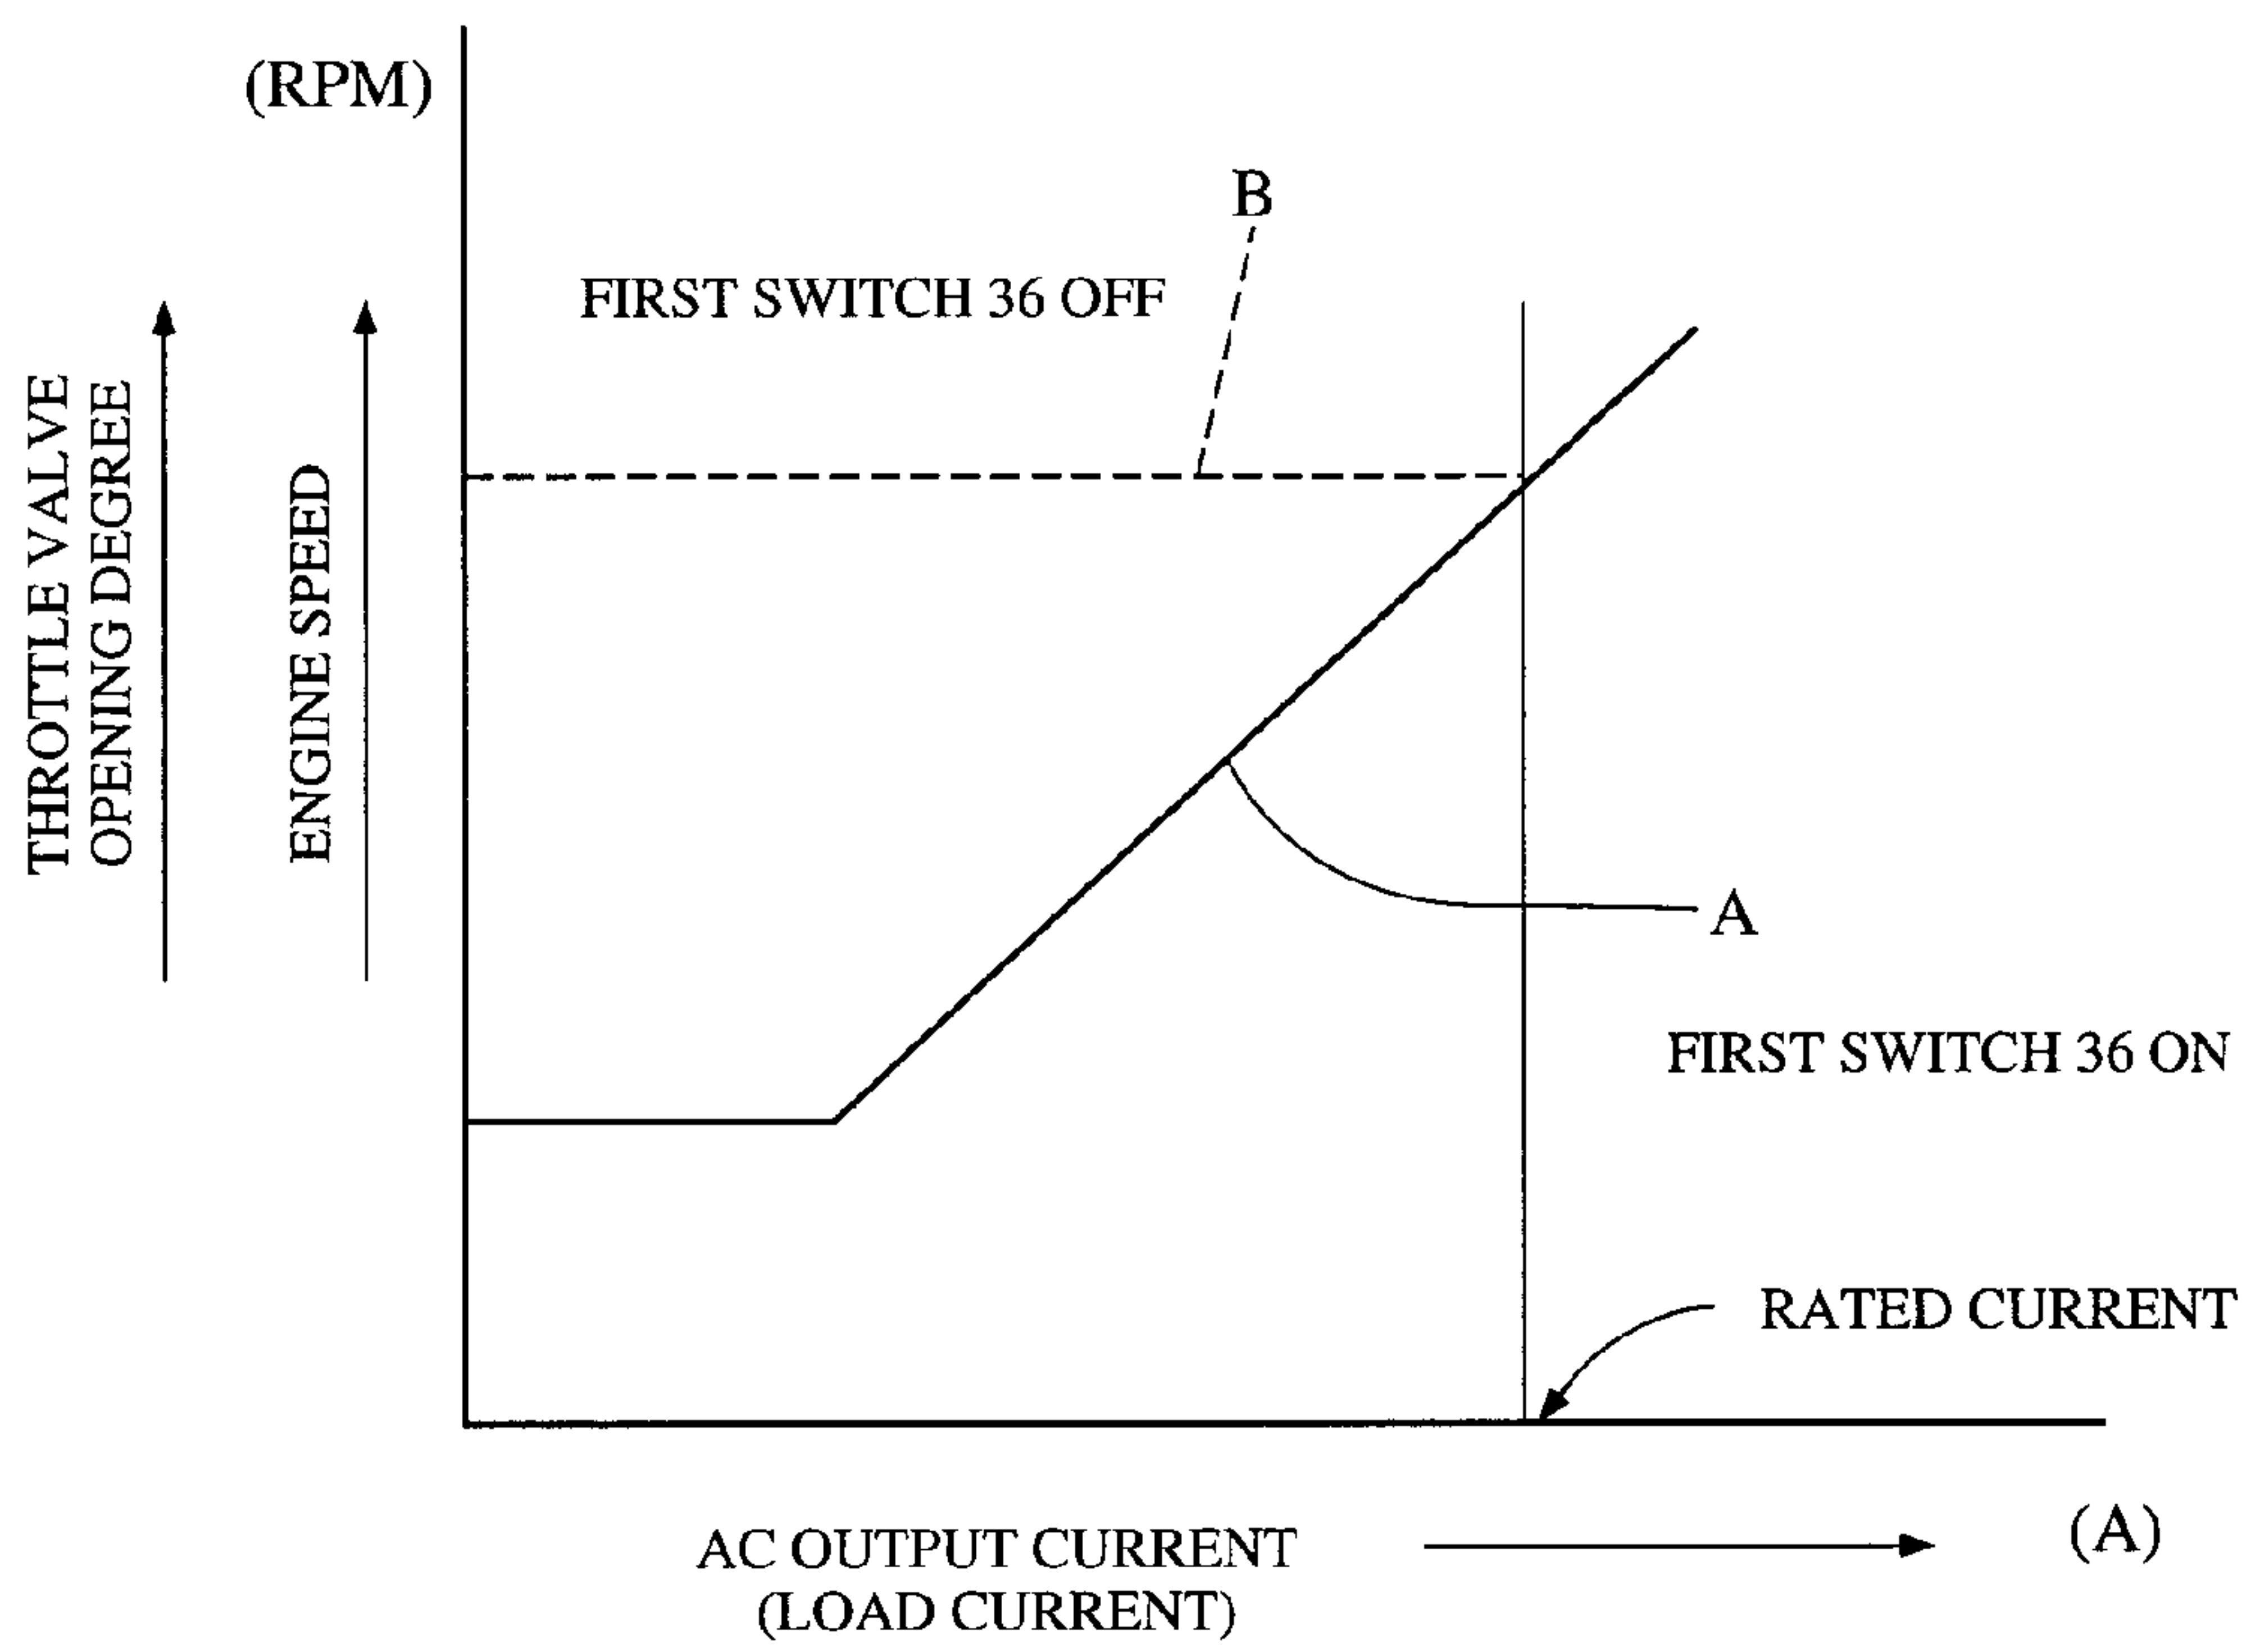 (RPM)
B
FIRST SWITCH 36 OFF
THROTTLE VALVE
OPENING DEGREE
ENGINE SPEED
A
FIRST SWITCH 36 ON
RATED CURRENT
(A)
AC OUTPUT CURRENT
(LOAD CURRENT)